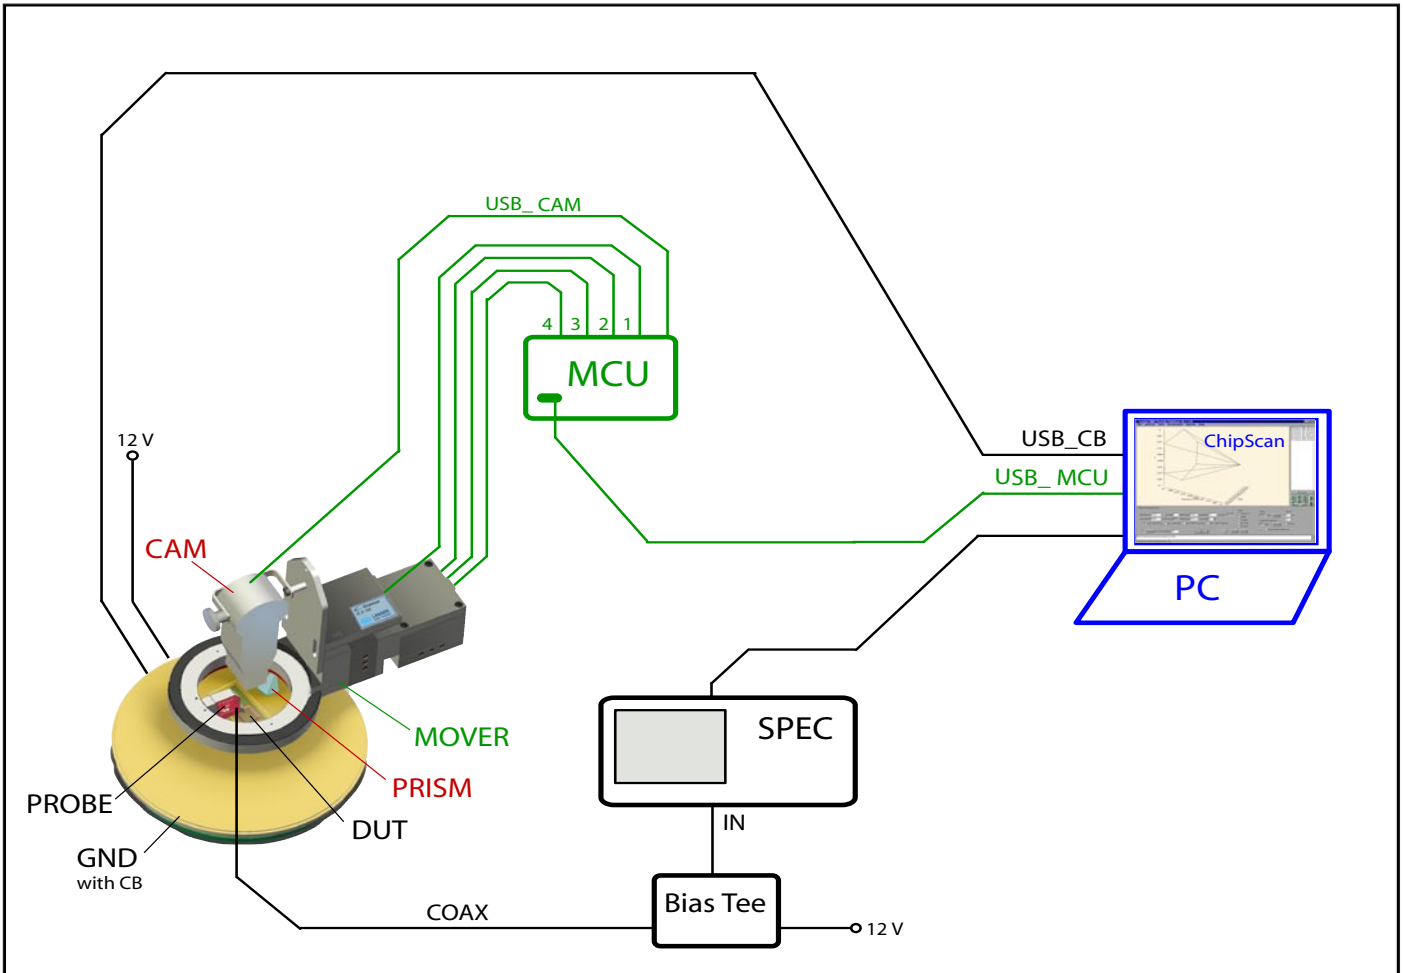 USB_ CAM
4 3 2 1
MCU
12 V
USB_CB
ChipScan
USB_ MCU
CAM
PC
SPEC
MOVER
PRISM
PROBE
DUT
IN
GND
with CB
Bias Tee
COAX
12 V